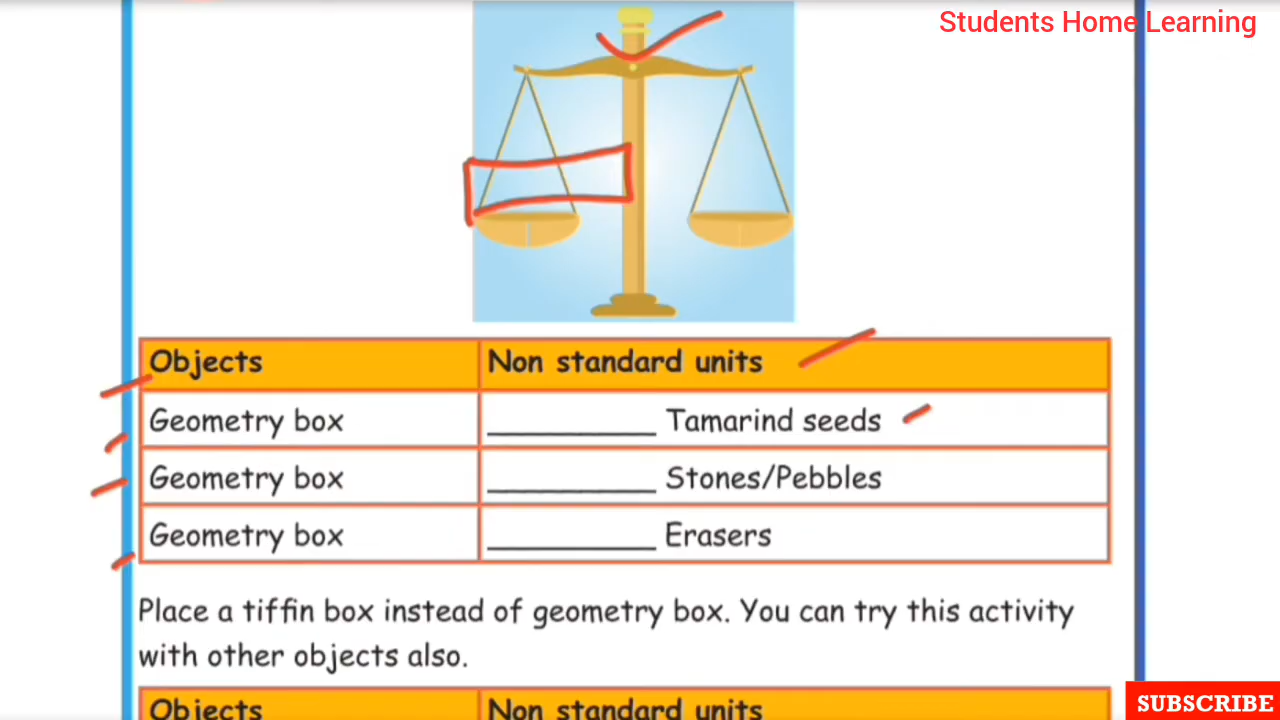 Students Home Learning
Objects Non standard units
Geometry box __________ Tamarind seeds
Geometry box __________ Stones/Pebbles
Geometry box __________ Erasers
Place a tiffin box instead of geometry box. You can try this activity
with other objects also.
Objects Non standard units
SUBSCRIBE